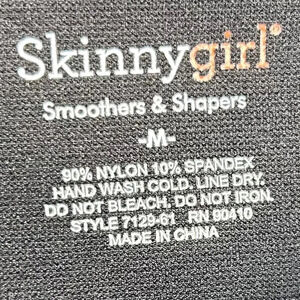 Skinnygirl®
Smoothers & Shapers
-M-
90% NYLON 10% SPANDEX
HAND WASH COLD. LINE DRY.
DO NOT BLEACH. DO NOT IRON.
STYLE 7129-61 RN 90410
MADE IN CHINA